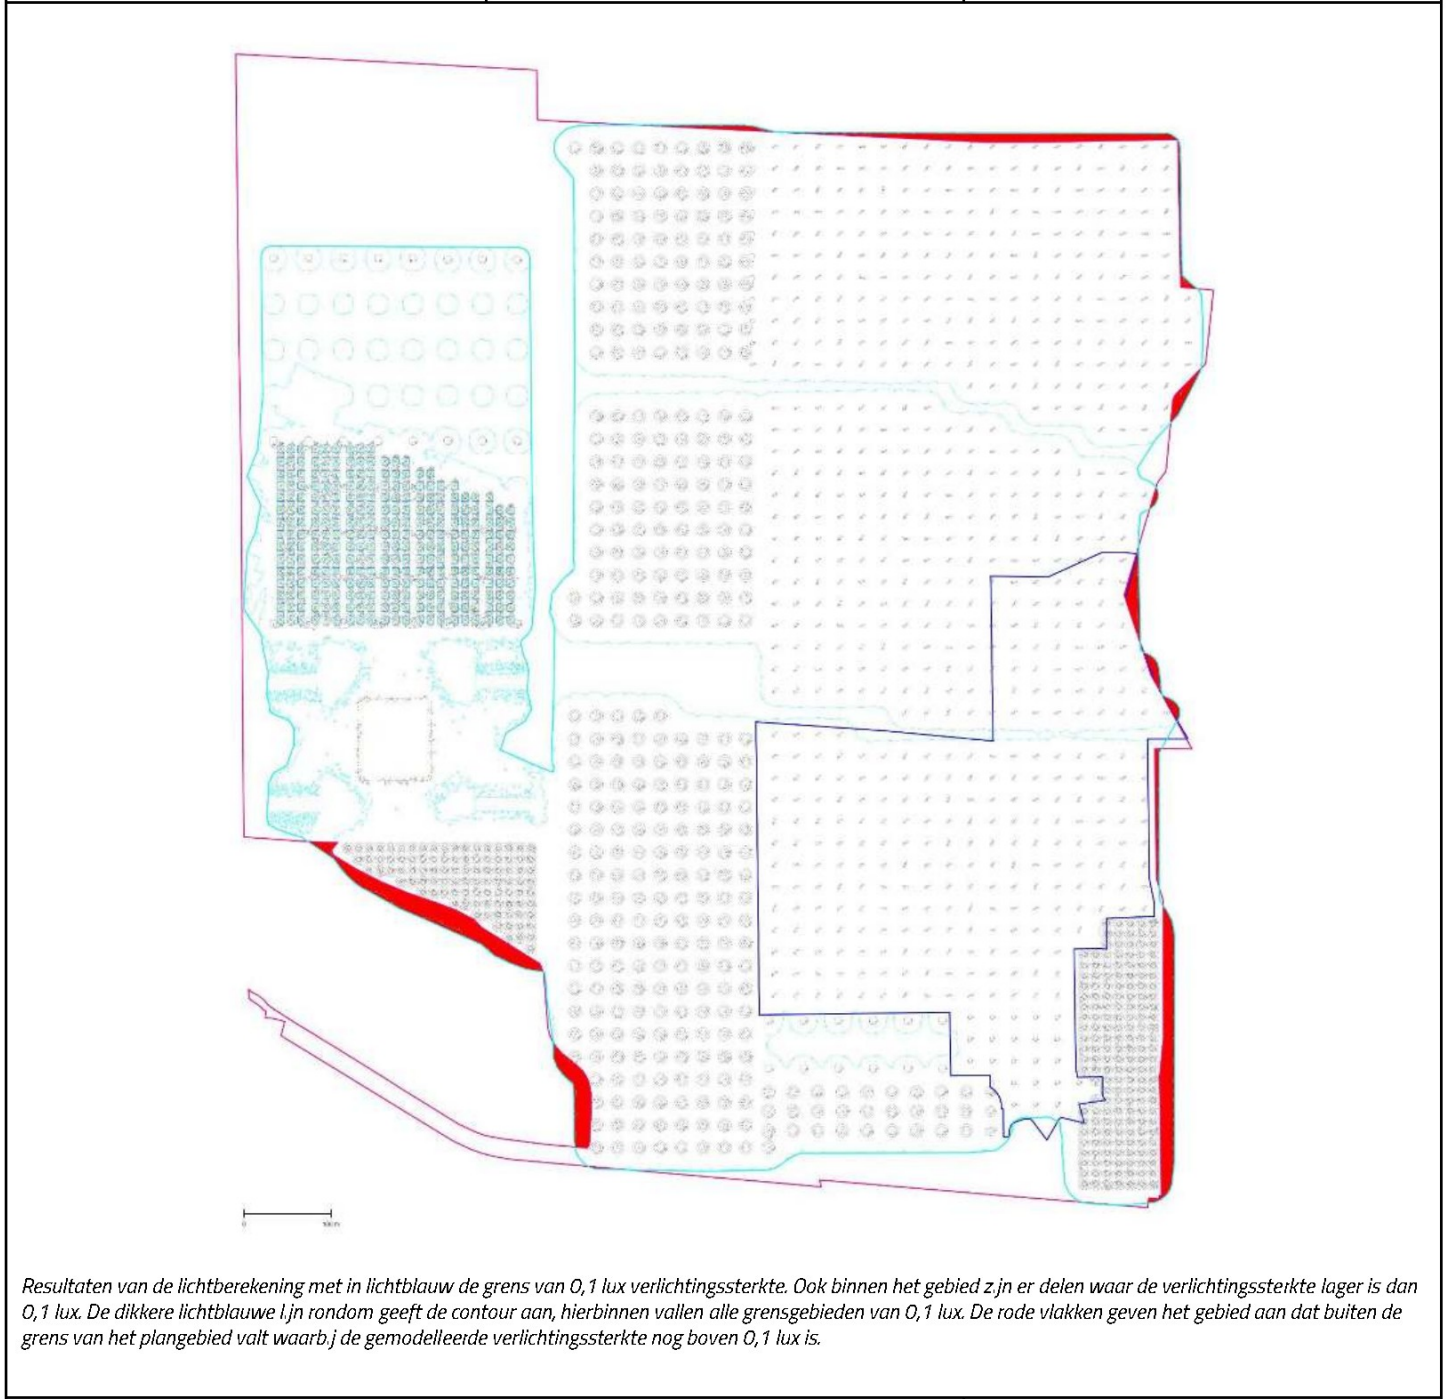 0 100 m
Resultaten van de lichtberekening met in lichtblauw de grens van 0,1 lux verlichtingssterkte. Ook binnen het gebied z.jn er delen waar de verlichtingssterkte lager is dan
0,1 lux. De dikkere lichtblauwe l.jn rondom geeft de contour aan, hierbinnen vallen alle grensgebieden van 0,1 lux. De rode vlakken geven het gebied aan dat buiten de
grens van het plangebied valt waarb.j de gemodelleerde verlichtingssterkte nog boven 0,1 lux is.